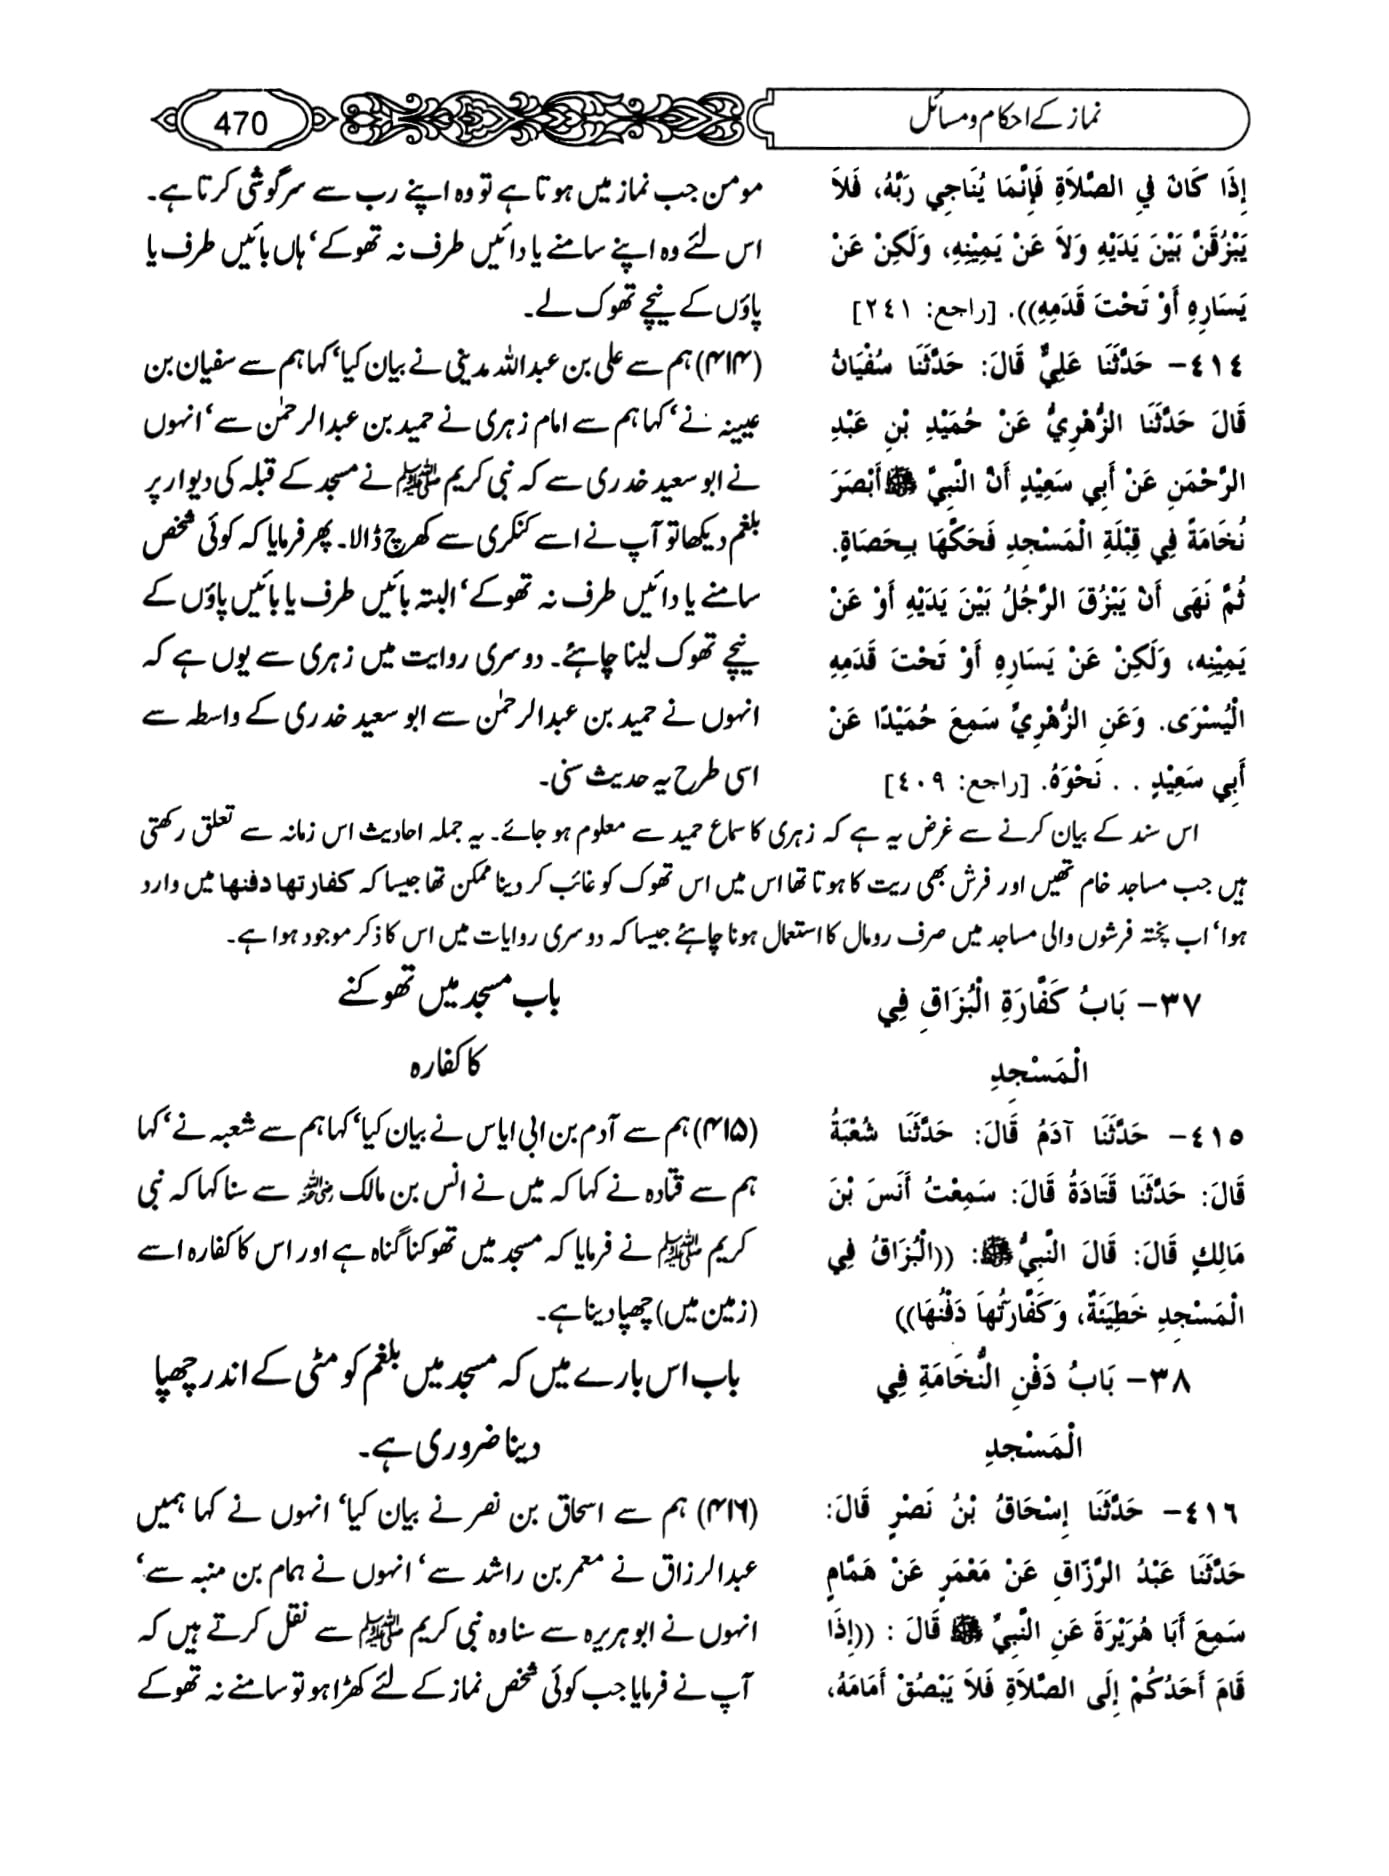 نماز کے احکام و مسائل
470
إِذَا كَانَ فِي الصَّلاَةِ فَإِنَّمَا يُنَاجِي رَبَّهُ، فَلاَ
يَبْزُقَنَّ بَيْنَ يَدَيْهِ وَلاَ عَنْ يَمِيْنِهِ، وَلَكِنْ عَنْ
يَسَارِهِ أَوْ تَحْتَ قَدَمِهِ)). [راجع: ٢٤١]
٤١٤- حَدَّثَنَا عَلِيٌّ قَالَ: حَدَّثَنَا سُفْيَانُ
قَالَ حَدَّثَنَا الزُّهْرِيُّ عَنْ حُمَيْدِ بْنِ عَبْدِ
الرَّحْمَنِ عَنْ أَبِي سَعِيْدٍ أَنَّ النَّبِيَّ ﷺ أَبْصَرَ
نُخَامَةً فِي قِبْلَةِ الْمَسْجِدِ فَحَكَّهَا بِحَصَاةٍ.
ثُمَّ نَهَى أَنْ يَبْزُقَ الرَّجُلُ بَيْنَ يَدَيْهِ أَوْ عَنْ
يَمِيْنِهِ، وَلَكِنْ عَنْ يَسَارِهِ أَوْ تَحْتَ قَدَمِهِ
الْيُسْرَى. وَعَنِ الزُّهْرِيِّ سَمِعَ حُمَيْدًا عَنْ
أَبِي سَعِيْدٍ . . نَحْوَهُ. [راجع: ٤٠٩]
مومن جب نماز میں ہوتا ہے تو وہ اپنے رب سے سرگوشی کرتا ہے۔
اس لئے وہ اپنے سامنے یا دائیں طرف نہ تھوکے‘ ہاں بائیں طرف یا
پاؤں کے نیچے تھوک لے۔
(۴۱۴) ہم سے علی بن عبداللہ مدینی نے بیان کیا‘ کہا ہم سے سفیان بن
عیینہ نے‘ کہا ہم سے امام زہری نے حمید بن عبدالرحمٰن سے‘ انہوں
نے ابو سعید خدری سے کہ نبی کریم ﷺ نے مسجد کے قبلہ کی دیوار پر
بلغم دیکھا تو آپ نے اسے کنکری سے کھرچ ڈالا۔ پھر فرمایا کہ کوئی شخص
سامنے یا دائیں طرف نہ تھوکے‘ البتہ بائیں طرف یا بائیں پاؤں کے
نیچے تھوک لینا چاہئے۔ دوسری روایت میں زہری سے یوں ہے کہ
انہوں نے حمید بن عبدالرحمٰن سے ابو سعید خدری کے واسطہ سے
اسی طرح یہ حدیث سنی۔
اس سند کے بیان کرنے سے غرض یہ ہے کہ زہری کا سماع حمید سے معلوم ہو جائے۔ یہ جملہ احادیث اس زمانہ سے تعلق رکھتی
ہیں جب مساجد خام تھیں اور فرش بھی ریت کا ہوتا تھا اس میں اس تھوک کو غائب کر دینا ممکن تھا جیسا کہ کفارتھا دفنھا میں وارد
ہوا‘ اب پختہ فرشوں والی مساجد میں صرف رومال کا استعمال ہونا چاہئے جیسا کہ دوسری روایات میں اس کا ذکر موجود ہوا ہے۔
٣٧- بَابُ كَفَّارَةِ الْبُزَاقِ فِي
الْمَسْجِدِ
باب مسجد میں تھوکنے
کا کفارہ
٤١٥- حَدَّثَنَا آدَمُ قَالَ: حَدَّثَنَا شُعْبَةُ
قَالَ: حَدَّثَنَا قَتَادَةُ قَالَ: سَمِعْتُ أَنَسَ بْنَ
مَالِكٍ قَالَ: قَالَ النَّبِيُّ ﷺ: ((الْبُزَاقُ فِي
الْمَسْجِدِ خَطِيْئَةٌ، وَكَفَّارَتُهَا دَفْنُهَا))
(۴۱۵) ہم سے آدم بن ابی ایاس نے بیان کیا‘ کہا ہم سے شعبہ نے‘ کہا
ہم سے قتادہ نے کہا کہ میں نے انس بن مالک ؓ سے سنا کہا کہ نبی
کریم ﷺ نے فرمایا کہ مسجد میں تھوکنا گناہ ہے اور اس کا کفارہ اسے
(زمین میں) چھپا دینا ہے۔
٣٨- بَابُ دَفْنِ النُّخَامَةِ فِي
الْمَسْجِدِ
باب اس بارے میں کہ مسجد میں بلغم کو مٹی کے اندر چھپا
دینا ضروری ہے۔
٤١٦- حَدَّثَنَا إِسْحَاقُ بْنُ نَصْرٍ قَالَ:
حَدَّثَنَا عَبْدُ الرَّزَّاقِ عَنْ مَعْمَرٍ عَنْ هَمَّامٍ
سَمِعَ أَبَا هُرَيْرَةَ عَنِ النَّبِيِّ ﷺ قَالَ : ((إِذَا
قَامَ أَحَدُكُمْ إِلَى الصَّلاَةِ فَلاَ يَبْصُقْ أَمَامَهُ،
(۴۱۶) ہم سے اسحاق بن نصر نے بیان کیا‘ انہوں نے کہا ہمیں
عبدالرزاق نے معمر بن راشد سے‘ انہوں نے ہمام بن منبہ سے‘
انہوں نے ابو ہریرہ سے سنا وہ نبی کریم ﷺ سے نقل کرتے ہیں کہ
آپ نے فرمایا جب کوئی شخص نماز کے لئے کھڑا ہو تو سامنے نہ تھوکے